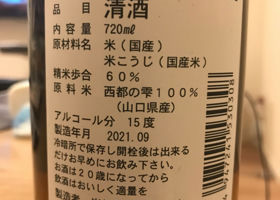 品目 清酒
内容量 720㎖
原材料名 米(国産)
米こうじ(国産米)
精米歩合 60%
原料米 西都の雫100%
(山口県産)
アルコール分 15度
製造年月 2021.09
冷暗所で保存し開栓後は出来る
だけお早めにお飲み下さい。
お酒は20歳になってから
飲酒はおいしく適量を